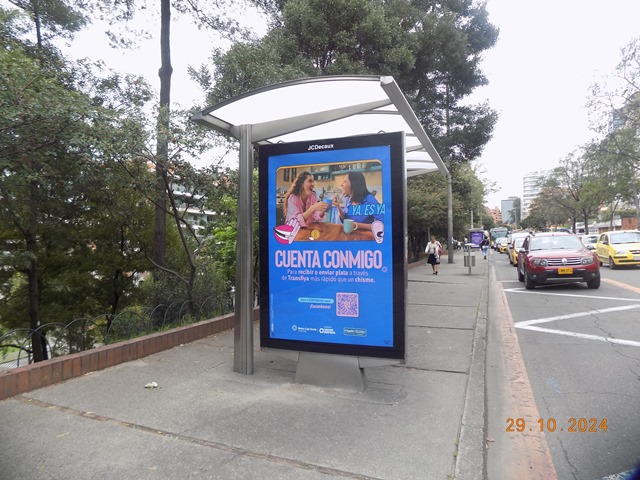 JCDecaux
YA, ES YA
CUENTA CONMIGO
Para recibir o enviar plata a través
de Transfiya más rápido que un chisme.
29.10.2024